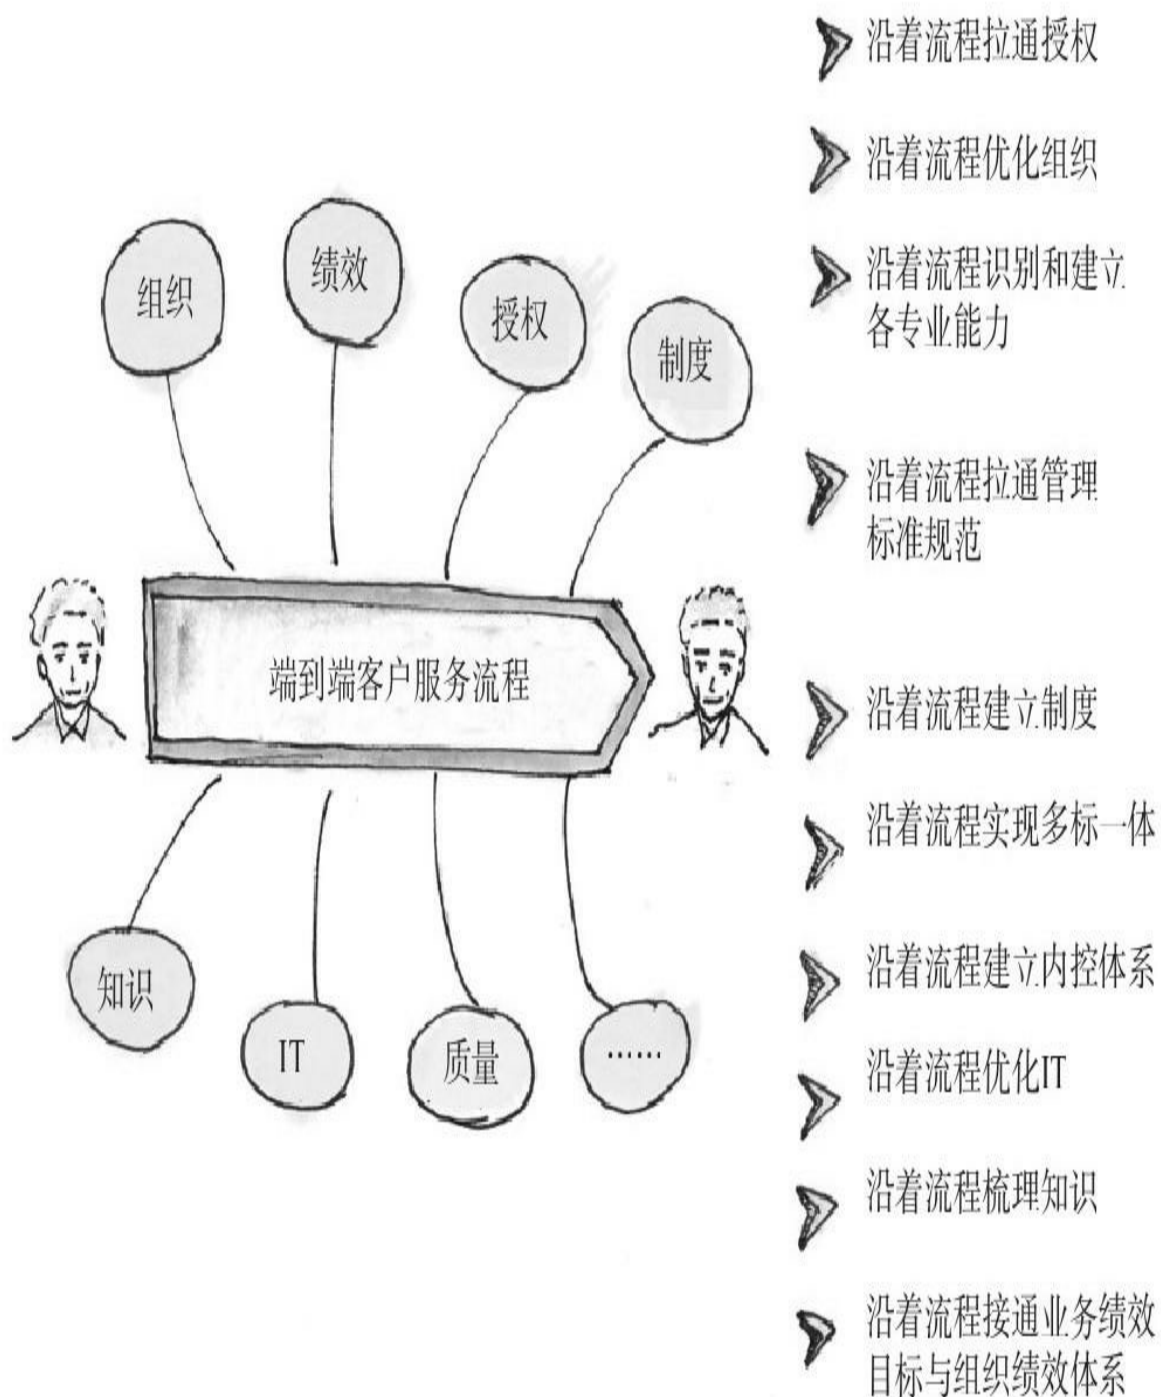 组织
绩效
授权
制度
端到端客户服务流程
知识
IT
质量
……
沿着流程拉通授权
沿着流程优化组织
沿着流程识别和建立
各专业能力
沿着流程拉通管理
标准规范
沿着流程建立制度
沿着流程实现多标一体
沿着流程建立内控体系
沿着流程优化IT
沿着流程梳理知识
沿着流程接通业务绩效
目标与组织绩效体系